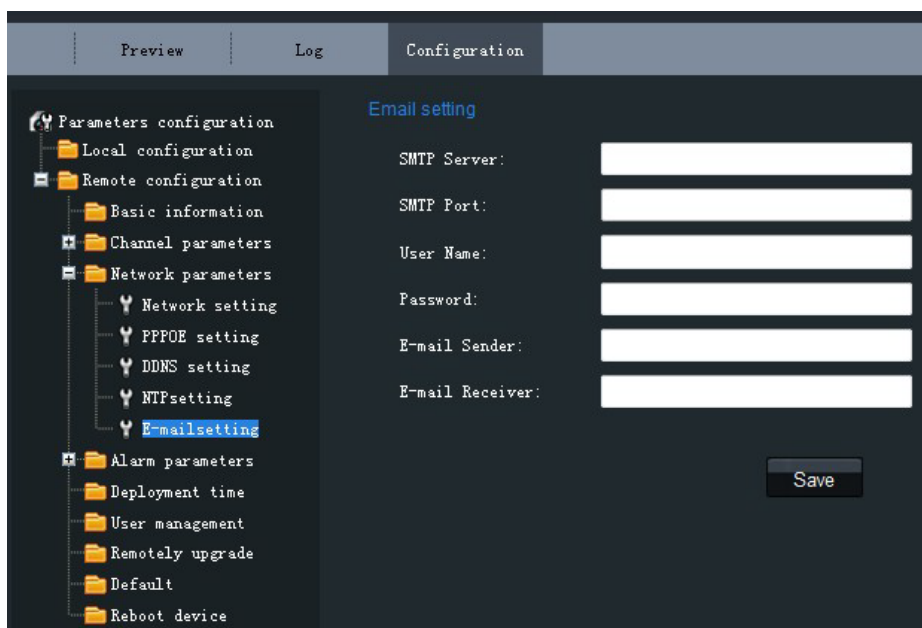 Preview
Log
Configuration
Parameters configuration
Local configuration
Remote configuration
Basic information
Channel parameters
Network parameters
Network setting
PPPOE setting
DDNS setting
NTPsetting
E-mailsetting
Alarm parameters
Deployment time
User management
Remotely upgrade
Default
Reboot device
Email setting
SMTP Server:
SMTP Port:
User Name:
Password:
E-mail Sender:
E-mail Receiver:
Save